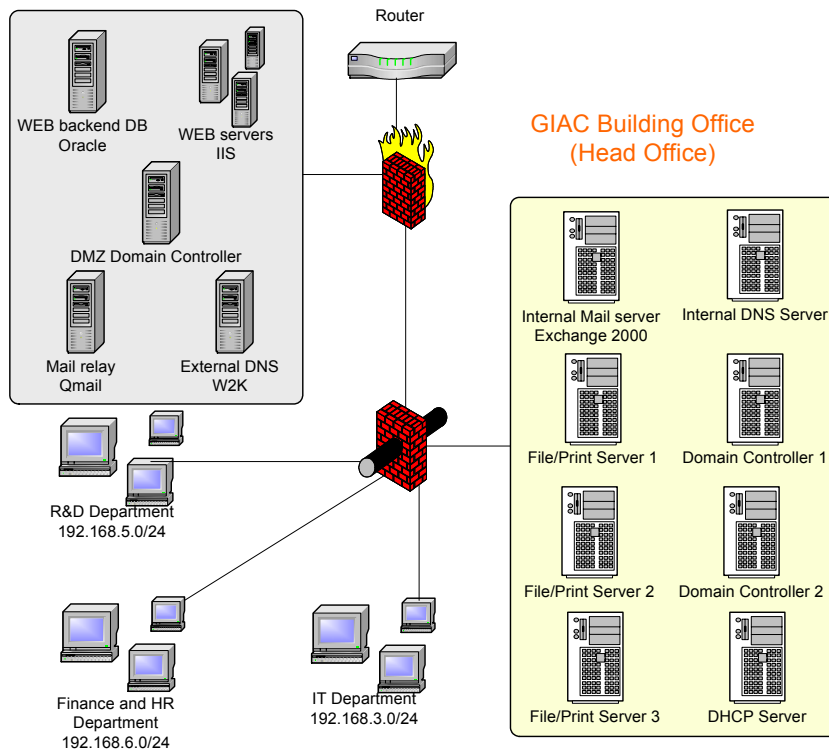 Router
WEB backend DB
Oracle
WEB servers
IIS
DMZ Domain Controller
Mail relay
Qmail
External DNS
W2K
GIAC Building Office
(Head Office)
Internal Mail server
Exchange 2000
Internal DNS Server
File/Print Server 1
Domain Controller 1
File/Print Server 2
Domain Controller 2
File/Print Server 3
DHCP Server
R&D Department
192.168.5.0/24
Finance and HR
Department
192.168.6.0/24
IT Department
192.168.3.0/24